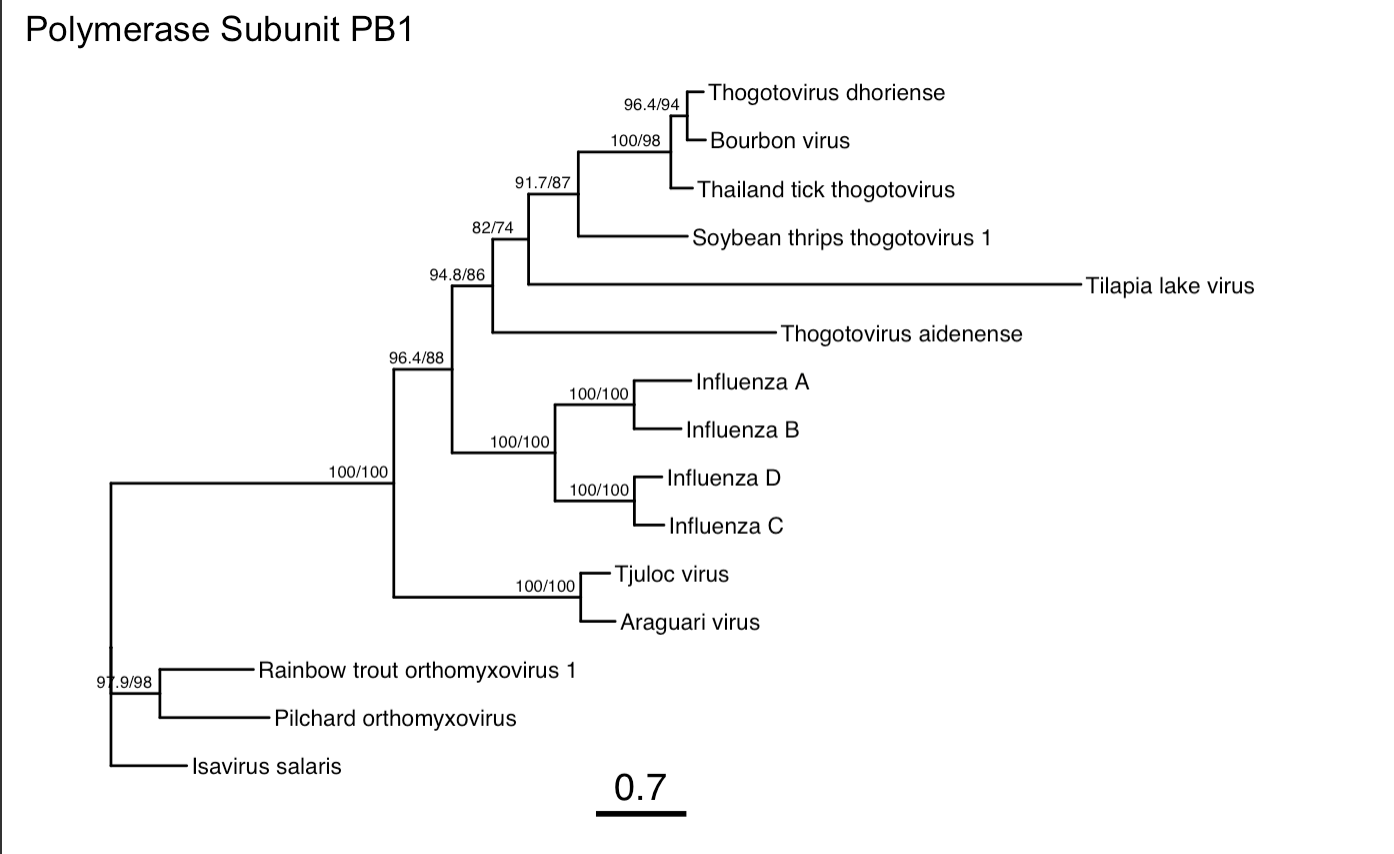 Polymerase Subunit PB1
Thogotovirus dhoriense
96.4/94
100/98
Bourbon virus
91.7/87
Thailand tick thogotovirus
82/74
Soybean thrips thogotovirus 1
94.8/86
Tilapia lake virus
Thogotovirus aidenense
96.4/88
Influenza A
100/100
Influenza B
100/100
100/100
Influenza D
100/100
Influenza C
Tjuloc virus
100/100
Araguari virus
Rainbow trout orthomyxovirus 1
97.9/98
Pilchard orthomyxovirus
Isavirus salaris
0.7